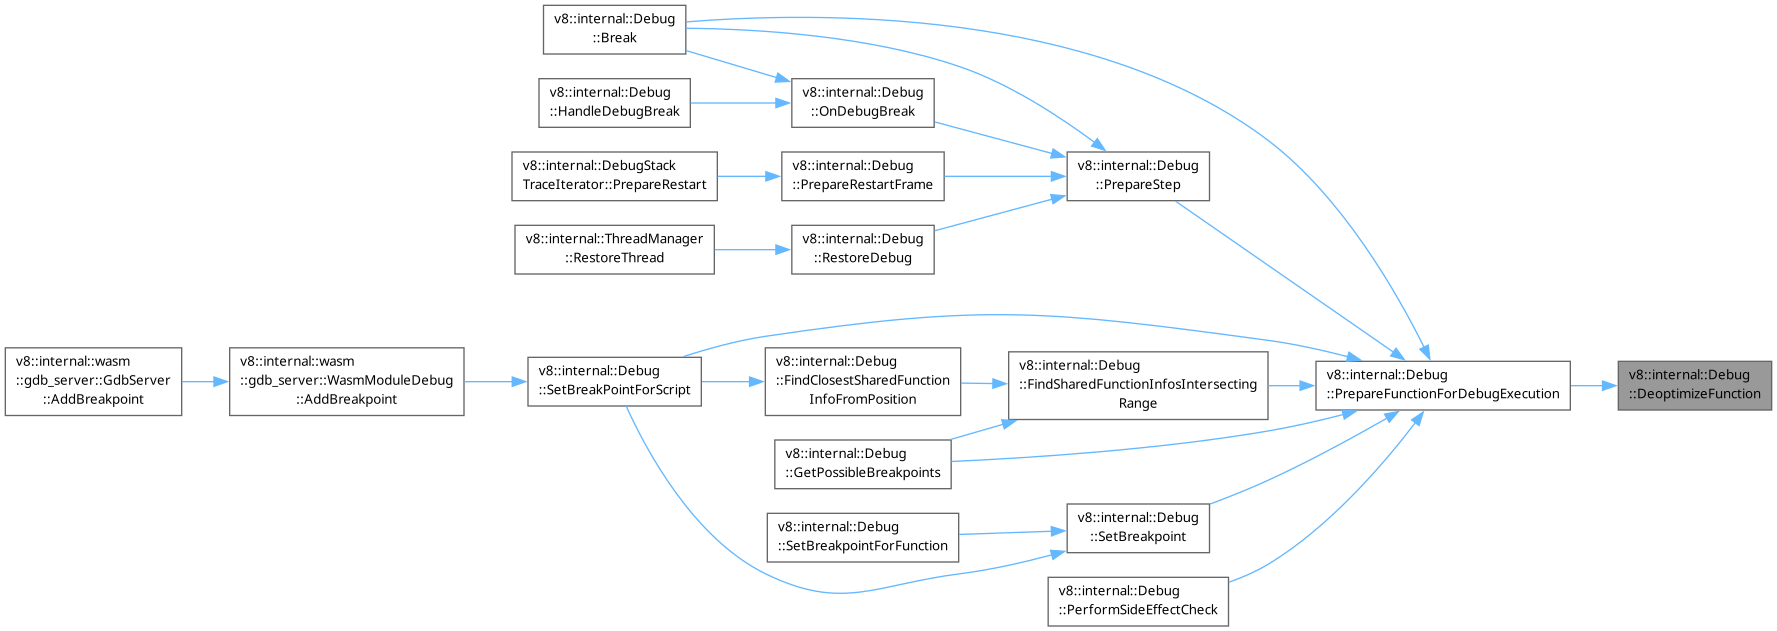 v8::internal::Debug
::Break
v8::internal::Debug
::HandleDebugBreak
v8::internal::Debug
::OnDebugBreak
v8::internal::DebugStack
TraceIterator::PrepareRestart
v8::internal::Debug
::PrepareRestartFrame
v8::internal::Debug
::PrepareStep
v8::internal::ThreadManager
::RestoreThread
v8::internal::Debug
::RestoreDebug
v8::internal::wasm
::gdb_server::GdbServer
::AddBreakpoint
v8::internal::wasm
::gdb_server::WasmModuleDebug
::AddBreakpoint
v8::internal::Debug
::SetBreakPointForScript
v8::internal::Debug
::FindClosestSharedFunction
InfoFromPosition
v8::internal::Debug
::FindSharedFunctionInfosIntersecting
Range
v8::internal::Debug
::PrepareFunctionForDebugExecution
v8::internal::Debug
::DeoptimizeFunction
v8::internal::Debug
::GetPossibleBreakpoints
v8::internal::Debug
::SetBreakpointForFunction
v8::internal::Debug
::SetBreakpoint
v8::internal::Debug
::PerformSideEffectCheck